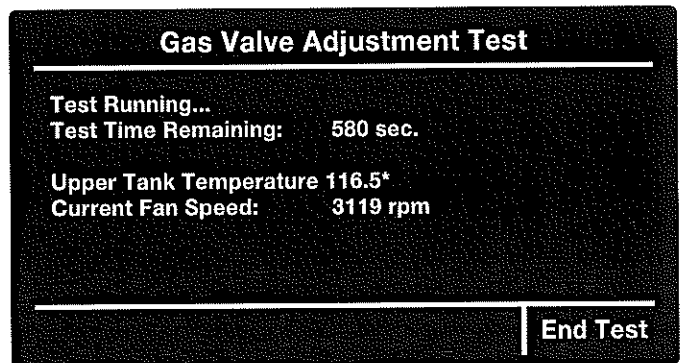 Gas Valve Adjustment Test
Test Running...
Test Time Remaining: 580 sec.
Upper Tank Temperature 116.5*
Current Fan Speed: 3119 rpm
End Test